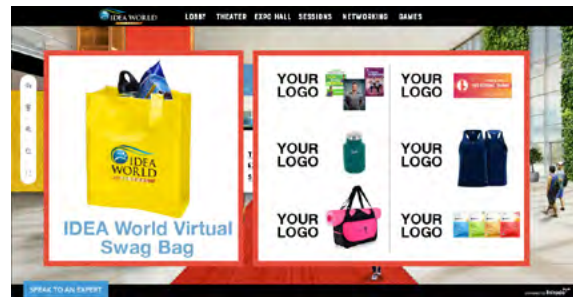 IDEA WORLD
LOBBY THEATER EXPO HALL SESSIONS NETWORKING GAMES
IDEA
WORLD
IDEA World Virtual
Swag Bag
YOUR
LOGO
YOUR
LOGO
YOUR
LOGO
YOUR
LOGO
YOUR
LOGO
YOUR
LOGO
SPEAK TO AN EXPERT